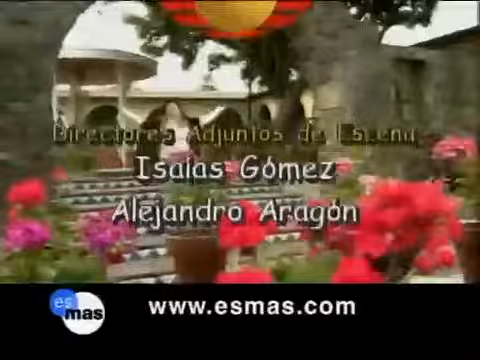 Directores Adjuntos de Escena
Isaías Gómez
Alejandro Aragón
es
mas
www.esmas.com